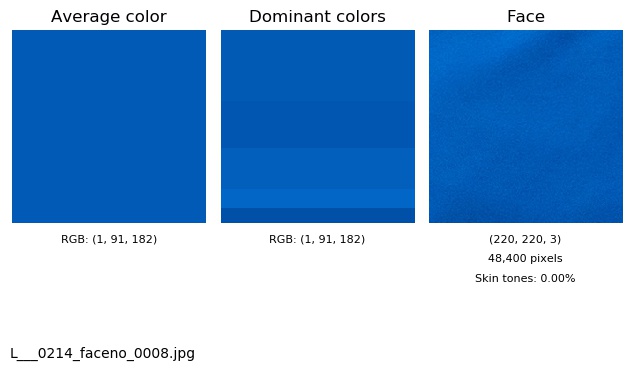 Average color
Dominant colors
Face
RGB: (1, 91, 182)
RGB: (1, 91, 182)
(220, 220, 3)
48,400 pixels
Skin tones: 0.00%
L___0214_faceno_0008.jpg